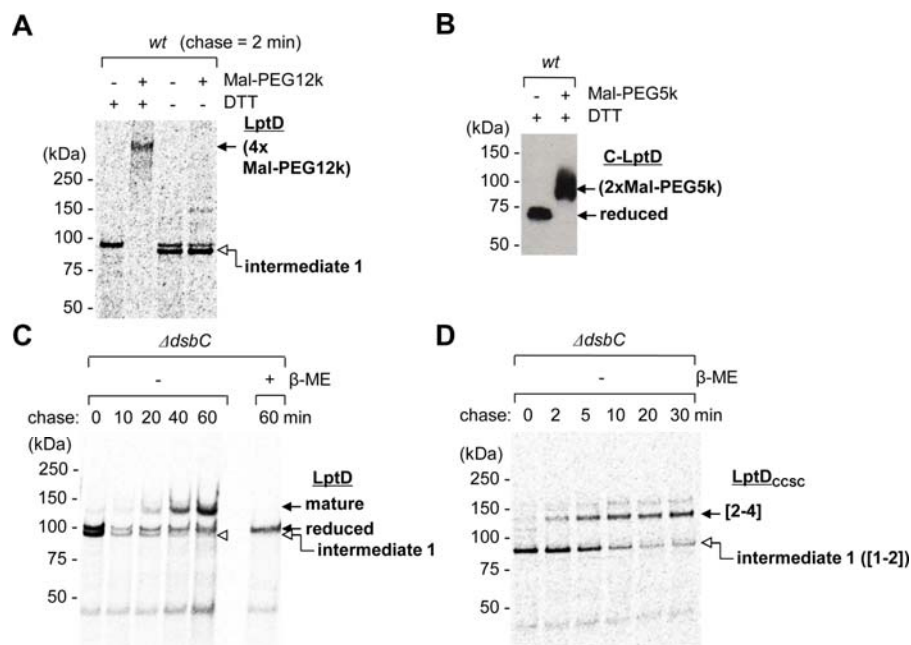 A
wt (chase = 2 min)
- + - + Mal-PEG12k
+ + - - DTT
(kDa)
LptD
(4x
Mal-PEG12k)
250 -
150 -
100 -
75 -
50 -
intermediate 1
B
wt
- + Mal-PEG5k
+ + DTT
(kDa)
150 -
100 -
75 -
50 -
C-LptD
(2xMal-PEG5k)
reduced
C
ΔdsbC
- + β-ME
chase: 0 10 20 40 60 60 min
(kDa)
250 -
150 -
100 -
75 -
50 -
LptD
mature
reduced
intermediate 1
D
ΔdsbC
- β-ME
chase: 0 2 5 10 20 30 min
(kDa)
250 -
150 -
100 -
75 -
50 -
LptDCCSC
[2-4]
intermediate 1 ([1-2])